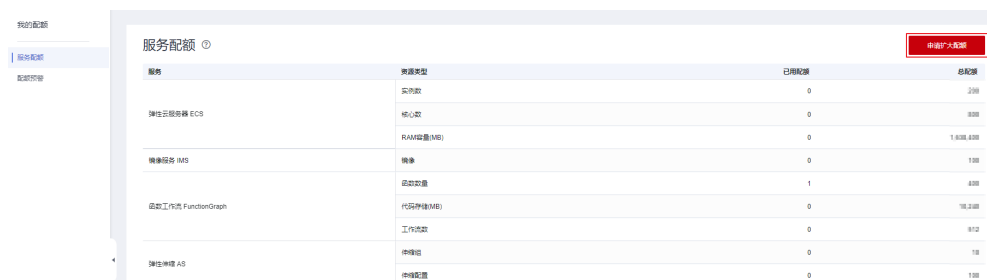 我的配额
服务配额
配额预警
服务配额
申请扩大配额
服务 资源类型 已用配额 总配额
弹性云服务器 ECS
实例数 0
核心数 0
RAM容量(MB) 0
镜像服务 IMS 镜像 0
函数工作流 FunctionGraph
函数数量 1
代码存储(MB) 0
工作流数 0
弹性伸缩 AS
伸缩组 0
伸缩配置 0